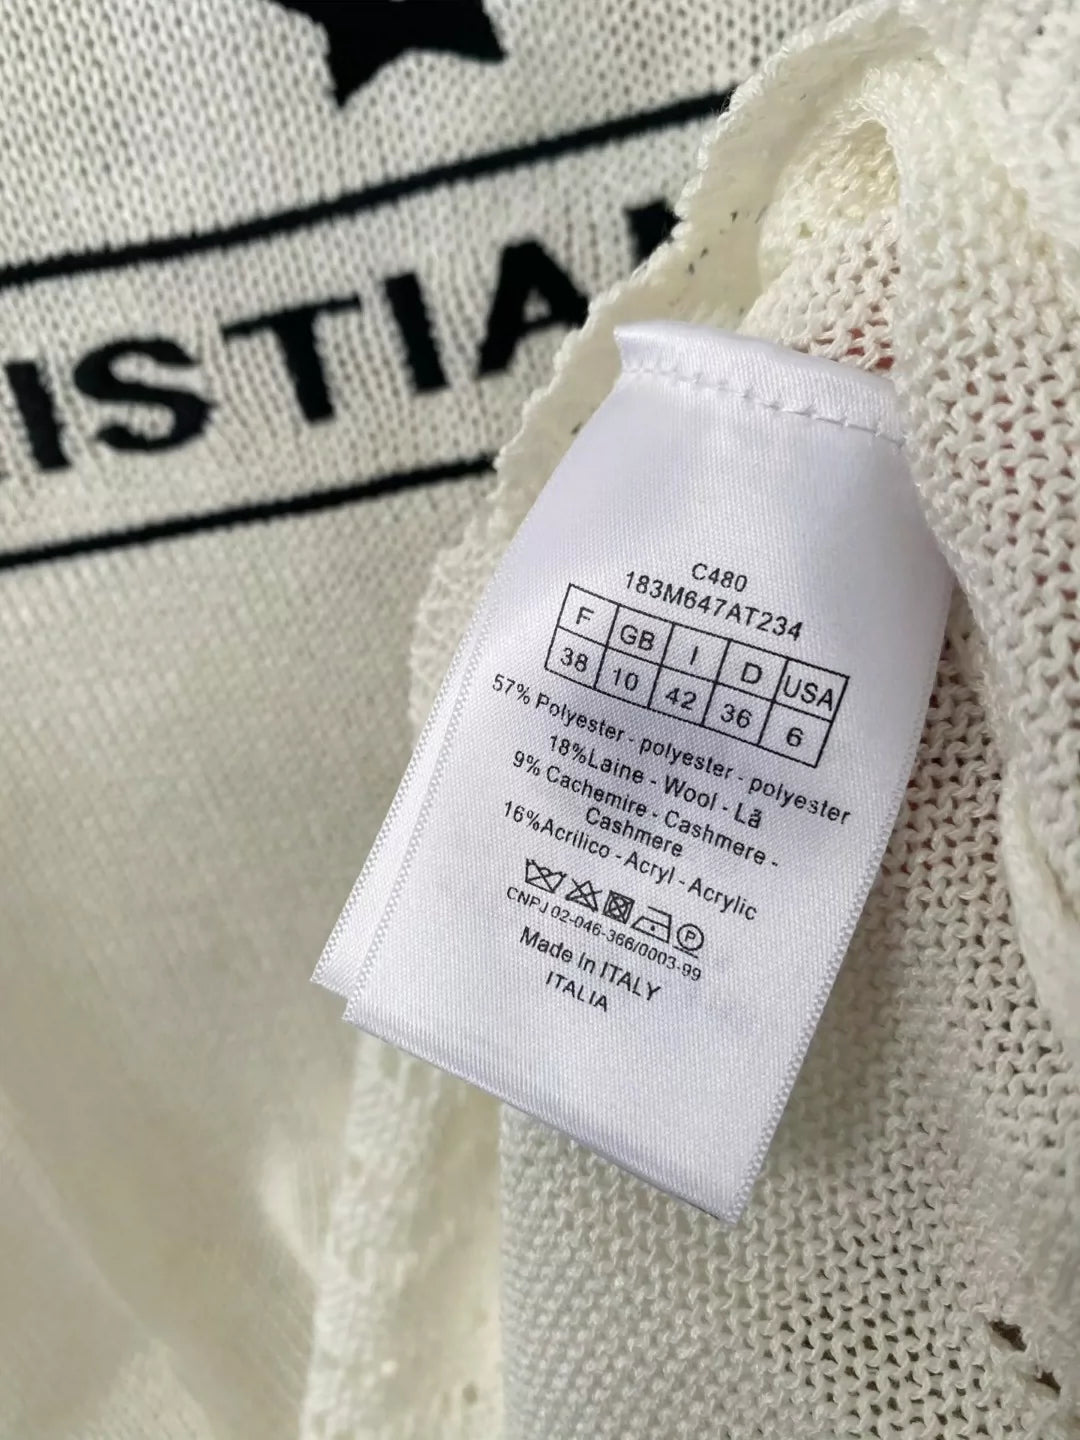 ISTIA
C480
183M647AT234
F GB I D USA
38 10 42 36 6
57% Polyester - polyester - polyester
18%Laine - Wool - Lã
9% Cachemire - Cashmere -
Cashmere
16%Acrílico - Acryl - Acrylic
P
CNPJ 02-046-366/0003-99
Made In ITALY
ITALIA